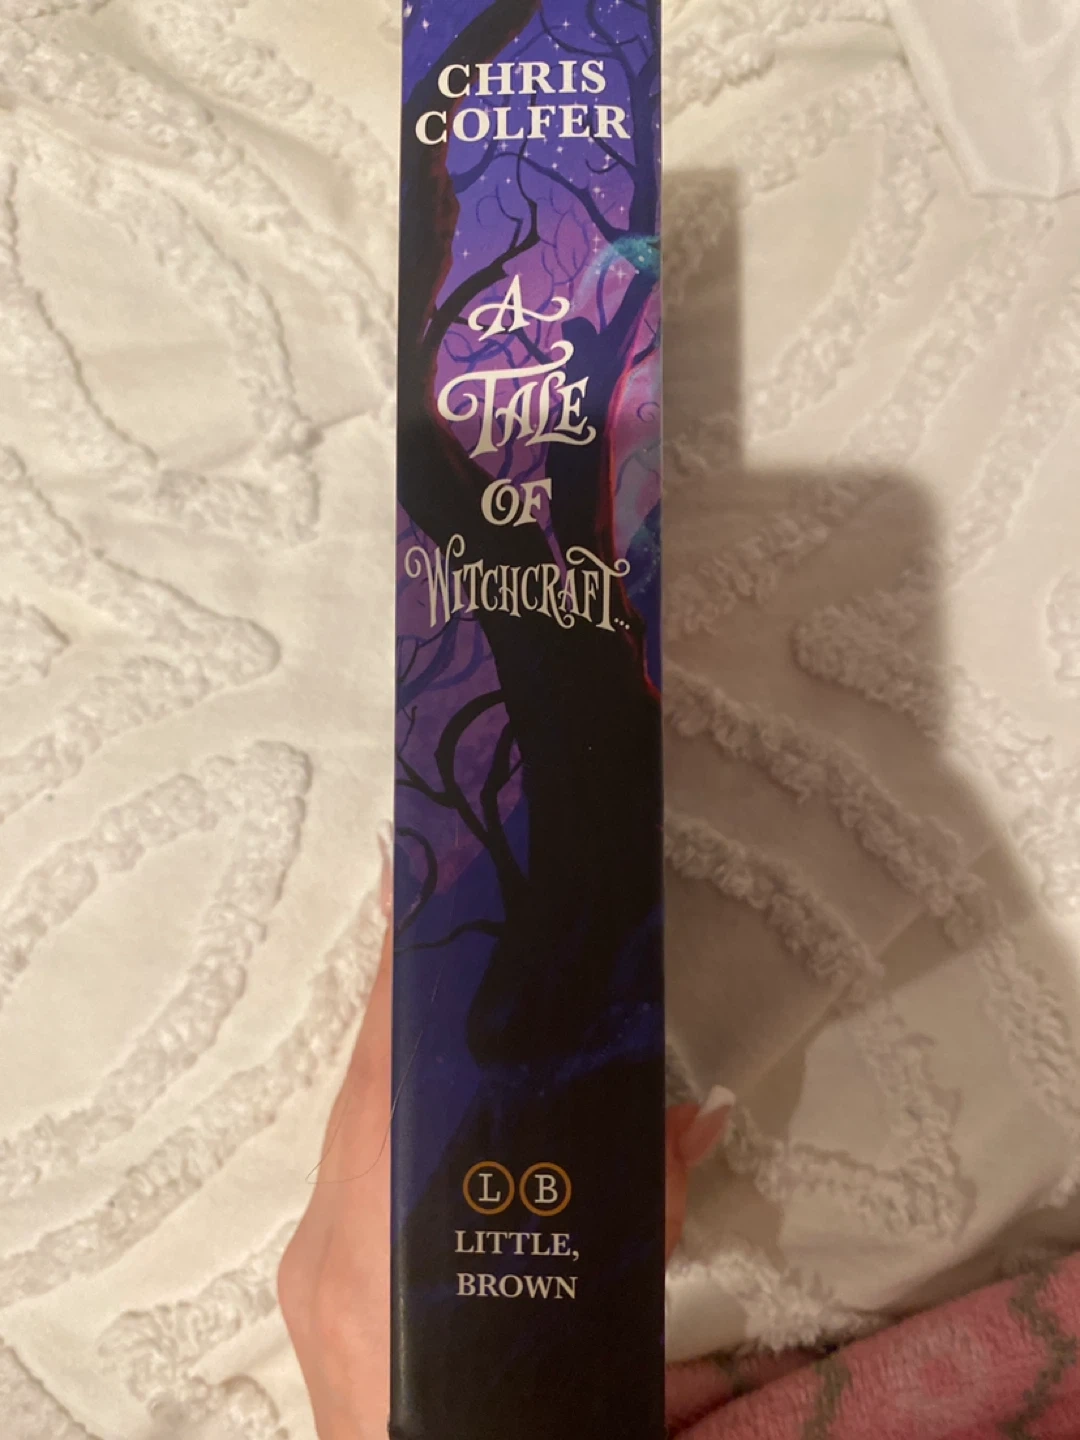 CHRIS
COLFER
A
TALE
OF
WITCHCRAFT...
L B
LITTLE,
BROWN